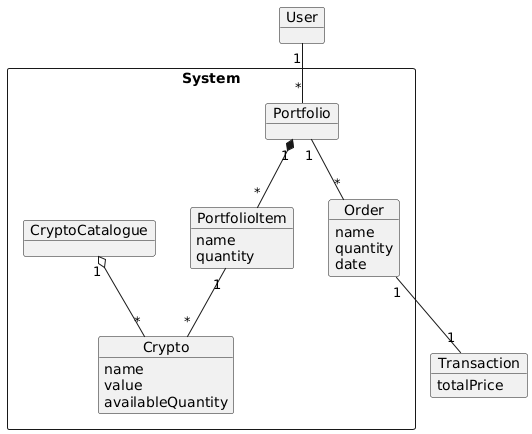 User
1
*
System
Portfolio
1
1
*
*
PortfolioItem
name
quantity
Order
name
quantity
date
CryptoCatalogue
1
1
1
*
*
1
Crypto
name
value
availableQuantity
Transaction
totalPrice